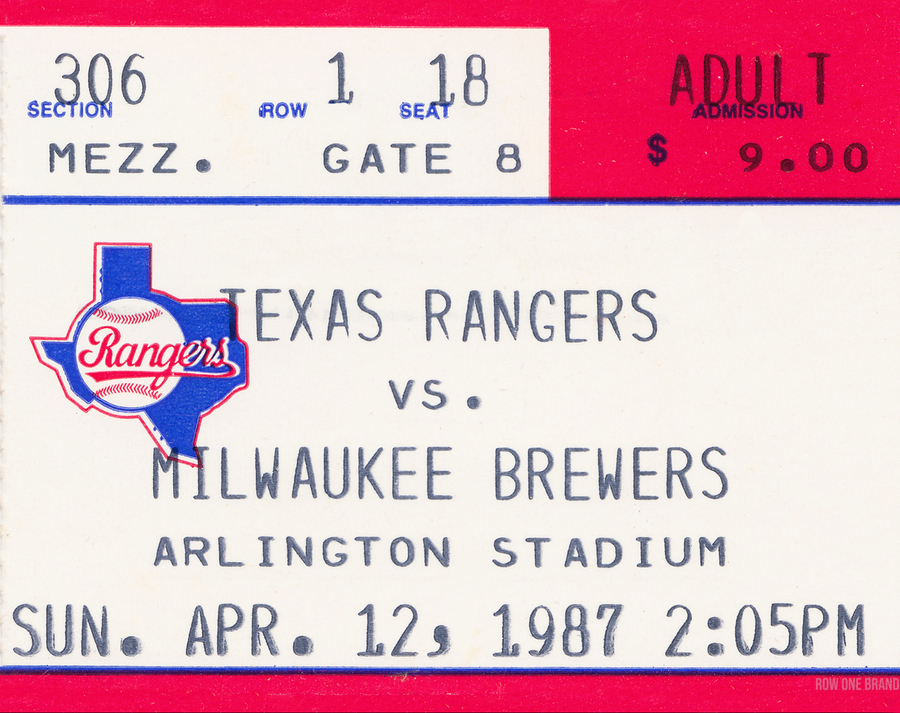 306 1 18 ADULT
SECTION ROW SEAT ADMISSION
MEZZ. GATE 8 $ 9.00
Rangers
TEXAS RANGERS
vs.
MILWAUKEE BREWERS
ARLINGTON STADIUM
SUN. APR. 12, 1987 2:05PM
ROW ONE BRAND